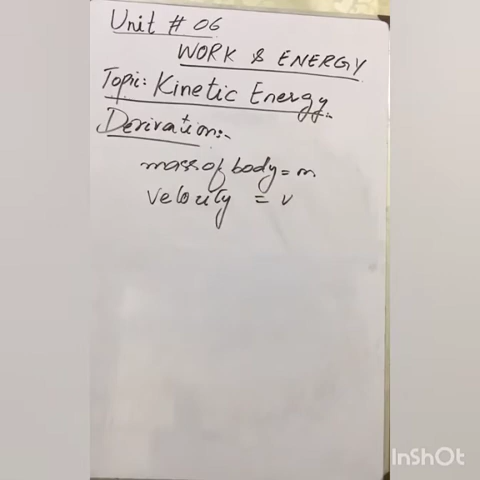 Unit # 06
WORK & ENERGY
Topic: Kinetic Energy
Derivation:-
mass of body = m
velocity = v
InShOt